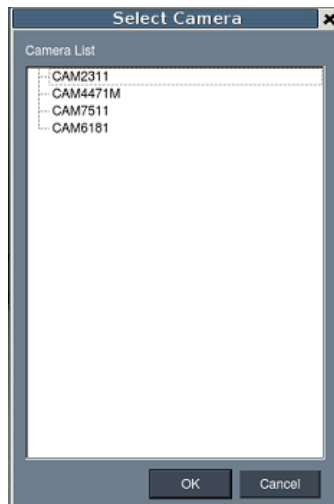 Select Camera
Camera List
CAM2311
CAM4471M
CAM7511
CAM6181
OK Cancel